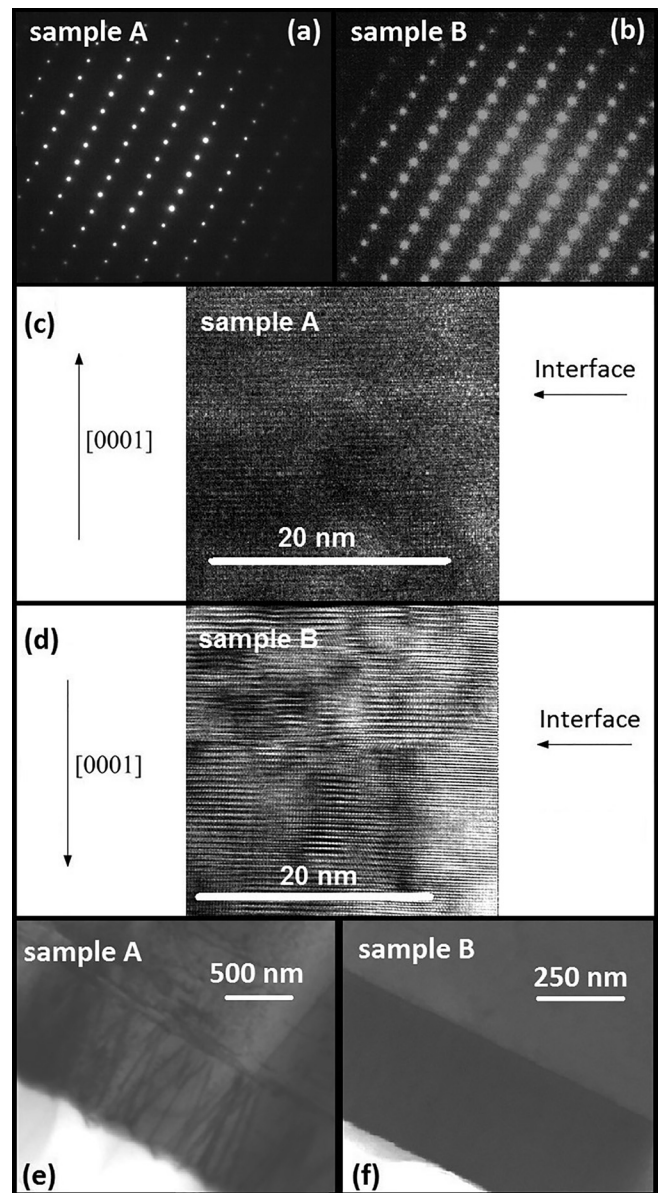 sample A (a)
sample B (b)
(c)
sample A
Interface
[0001]
20 nm
(d)
sample B
Interface
[0001]
20 nm
sample A
500 nm
(e)
sample B
250 nm
(f)